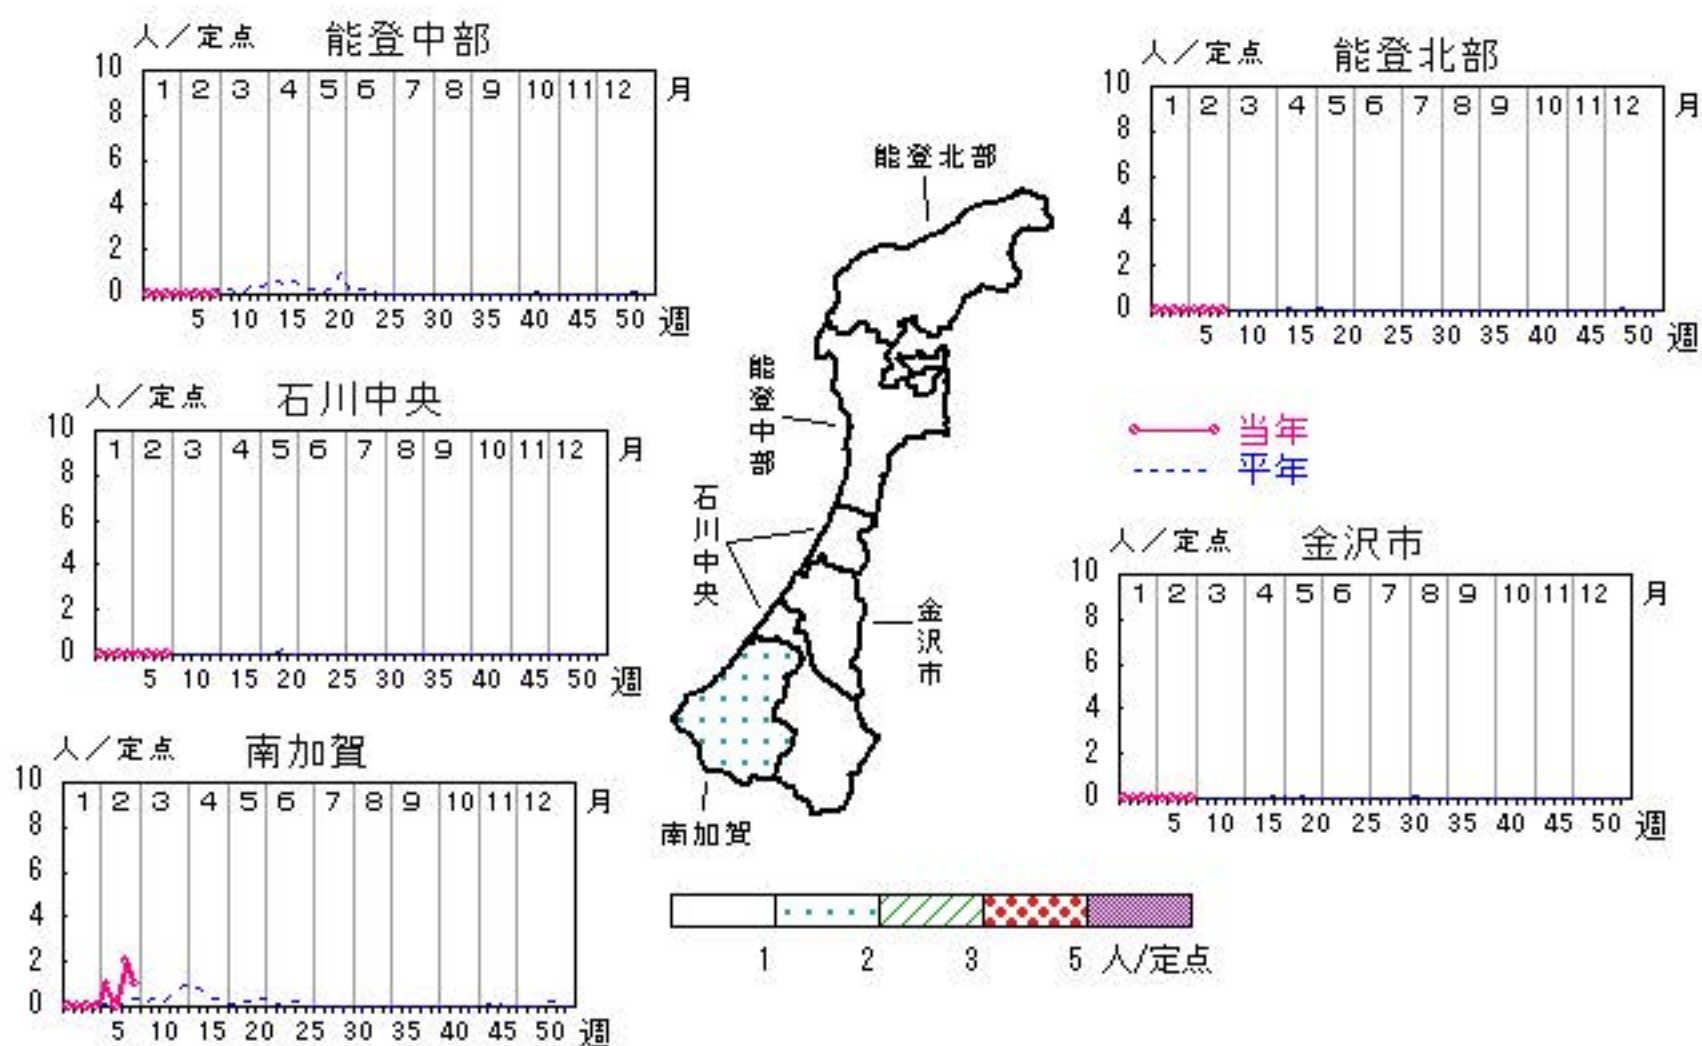 人／定点 能登中部
10 8 6 4 2 0
1 2 3 4 5 6 7 8 9 10 11 12 月
5 10 15 20 25 30 35 40 45 50 週
人／定点 能登北部
10 8 6 4 2 0
1 2 3 4 5 6 7 8 9 10 11 12 月
5 10 15 20 25 30 35 40 45 50 週
人／定点 石川中央
10 8 6 4 2 0
1 2 3 4 5 6 7 8 9 10 11 12 月
5 10 15 20 25 30 35 40 45 50 週
能登北部
能登中部
石川中央
金沢市
南加賀
当年
平年
人／定点 金沢市
10 8 6 4 2 0
1 2 3 4 5 6 7 8 9 10 11 12 月
5 10 15 20 25 30 35 40 45 50 週
人／定点 南加賀
10 8 6 4 2 0
1 2 3 4 5 6 7 8 9 10 11 12 月
5 10 15 20 25 30 35 40 45 50 週
1 2 3 5 人/定点